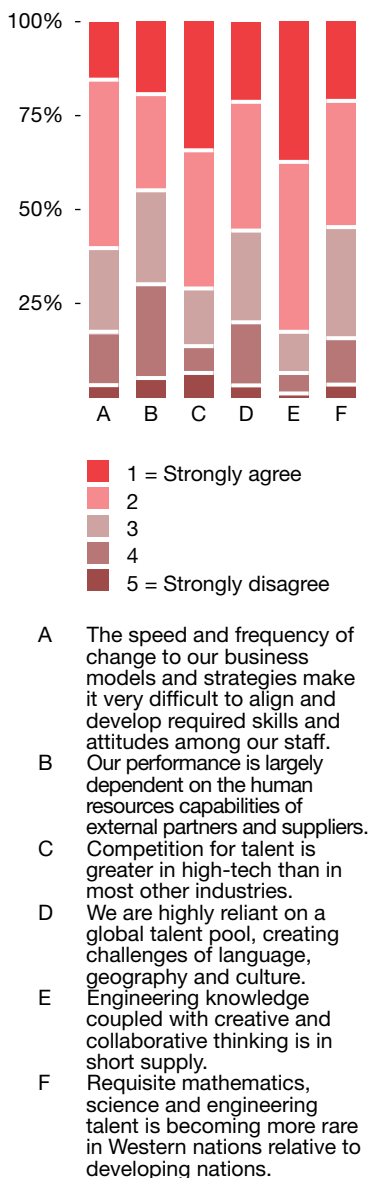 100%
75%
50%
25%
A B C D E F
1 = Strongly agree
2
3
4
5 = Strongly disagree
A The speed and frequency of
change to our business
models and strategies make
it very difficult to align and
develop required skills and
attitudes among our staff.
B Our performance is largely
dependent on the human
resources capabilities of
external partners and suppliers.
C Competition for talent is
greater in high-tech than in
most other industries.
D We are highly reliant on a
global talent pool, creating
challenges of language,
geography and culture.
E Engineering knowledge
coupled with creative and
collaborative thinking is in
short supply.
F Requisite mathematics,
science and engineering
talent is becoming more rare
in Western nations relative to
developing nations.